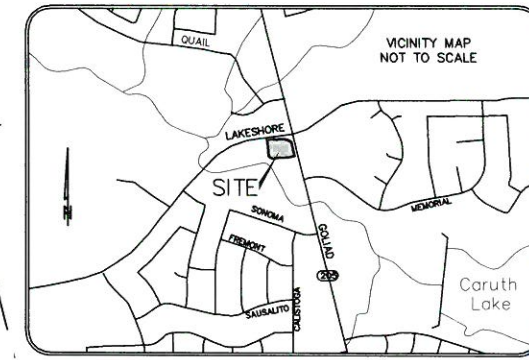 QUAIL
VICINITY MAP
NOT TO SCALE
LAKESHORE
SITE
SONOMA
MEMORIAL
FREMONT
GOLIAD
205
Caruth
Lake
SAUSALITO
CALISTOGA
N